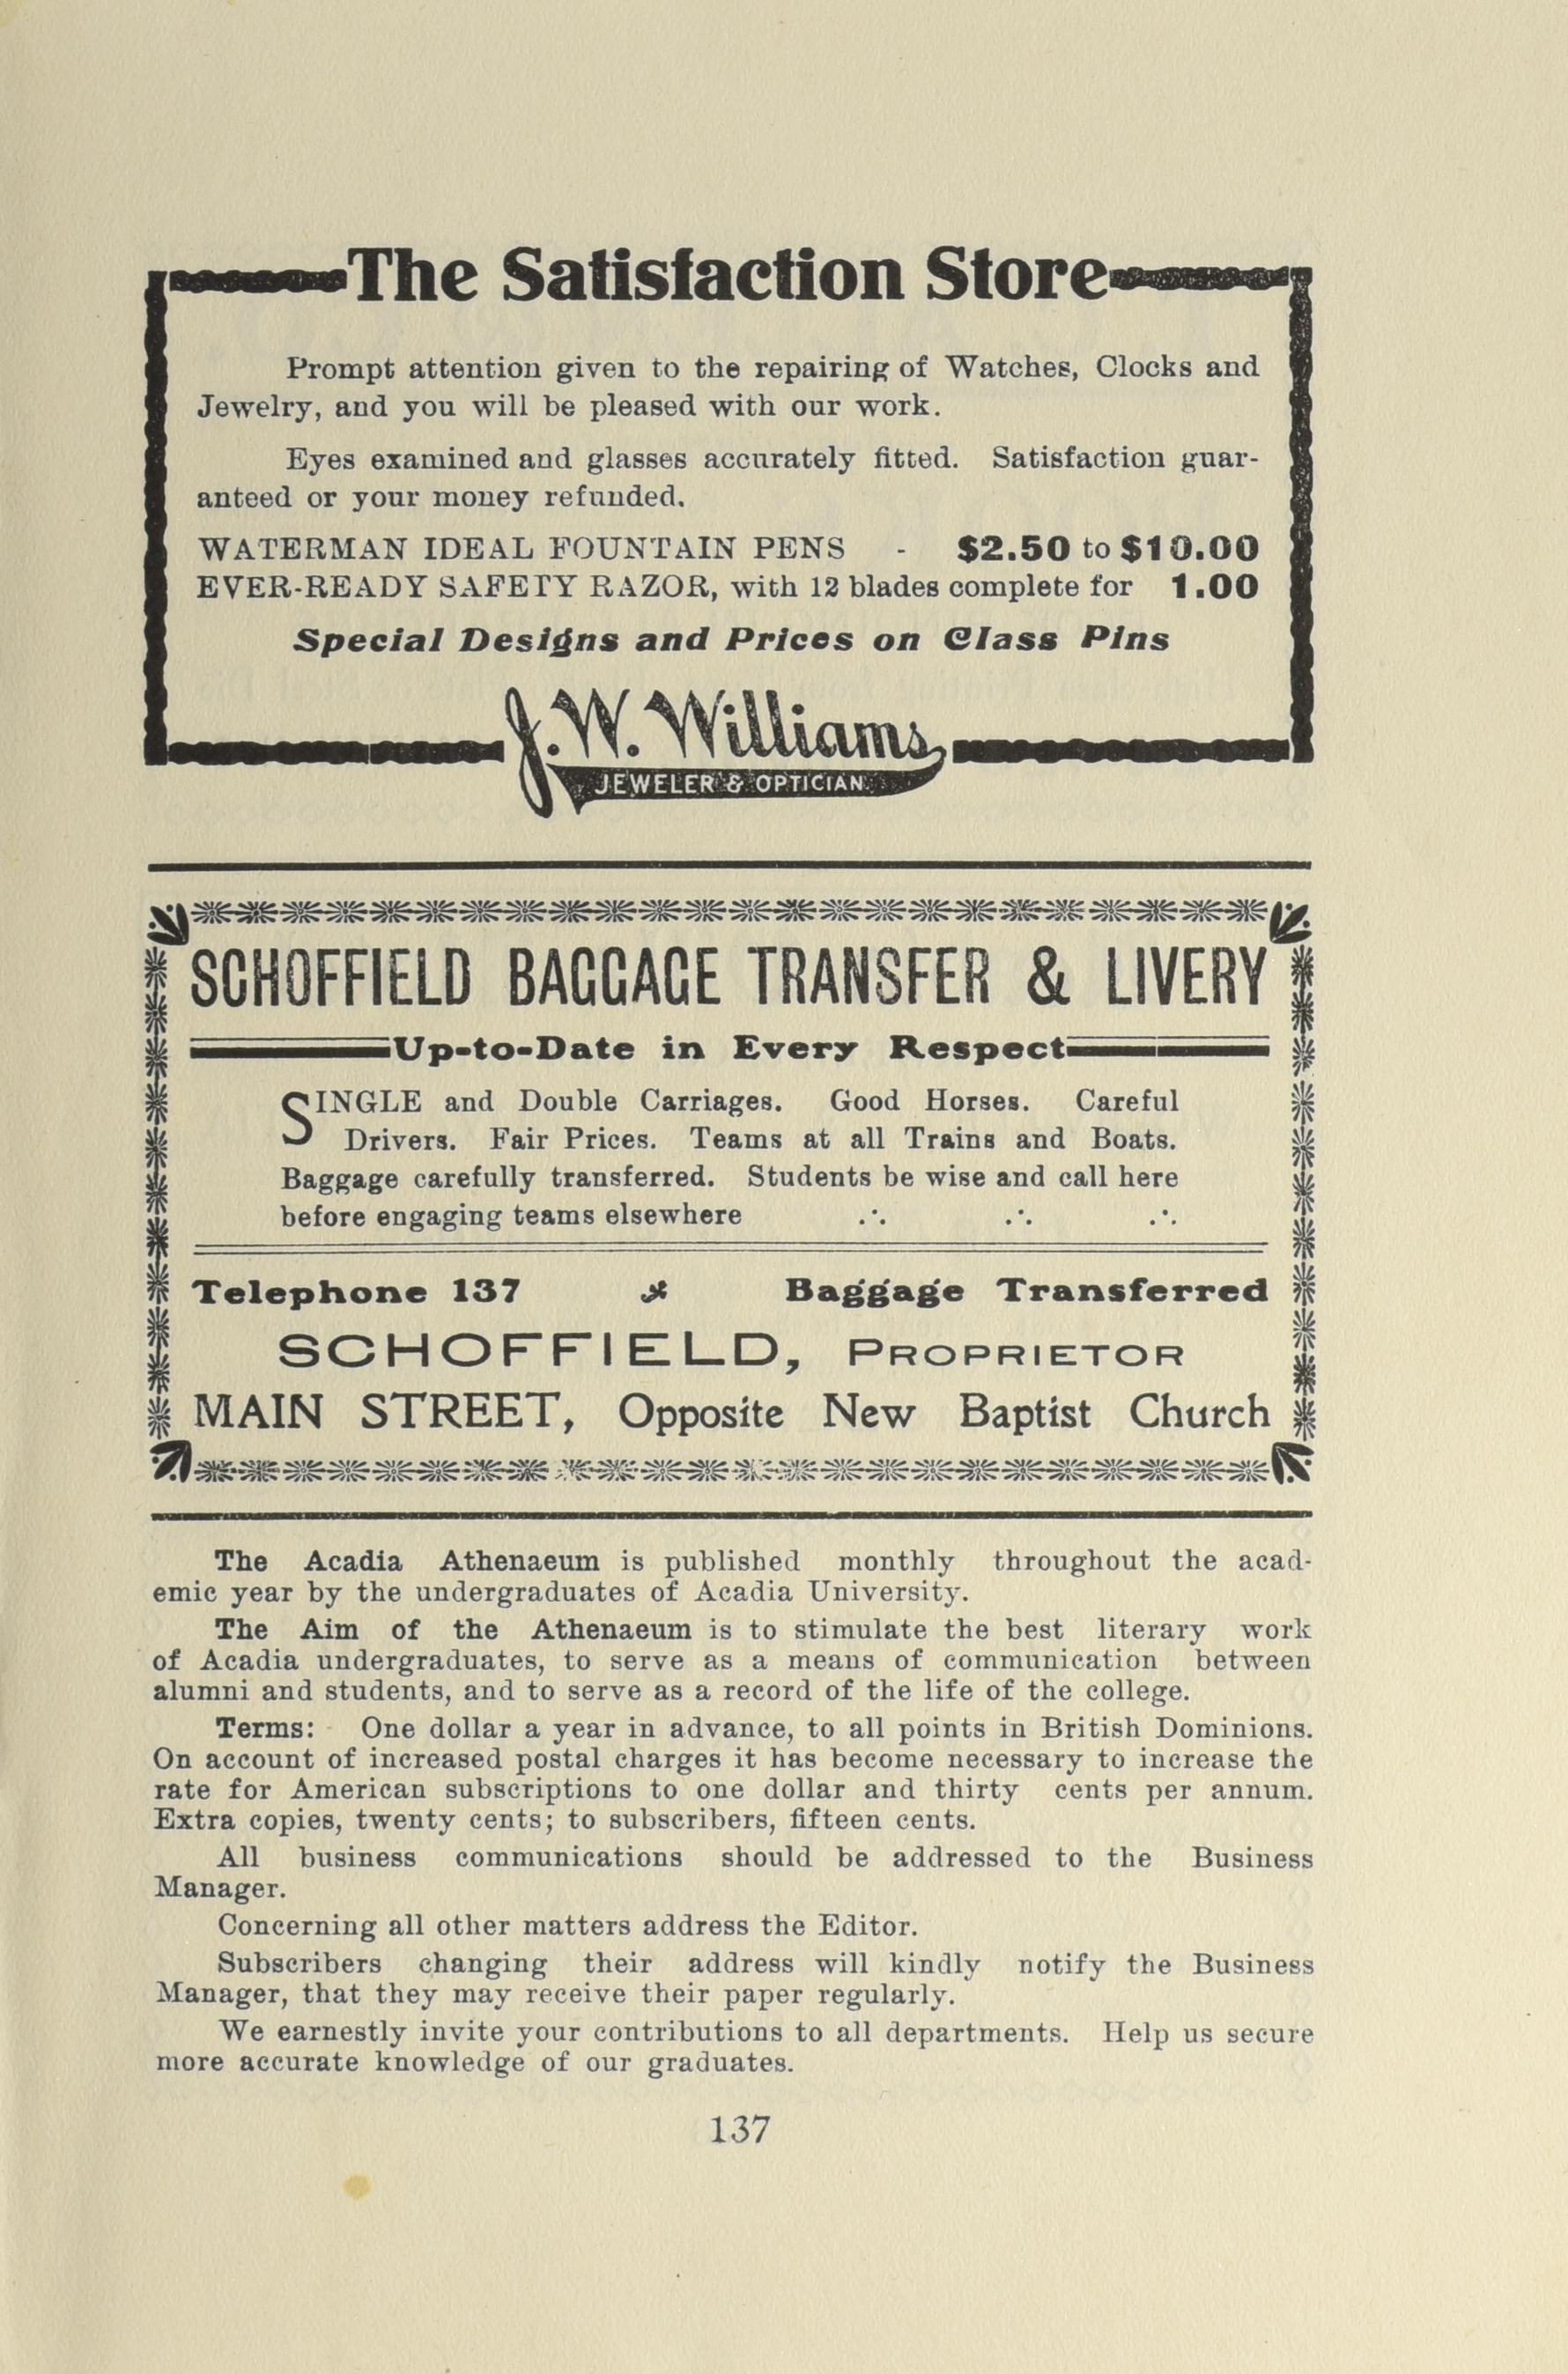 The Satisfaction Store
Prompt attention given to the repairing of Watches, Clocks and
Jewelry, and you will be pleased with our work.
Eyes examined and glasses accurately fitted. Satisfaction guar-
anteed or your money refunded.
WATERMAN IDEAL FOUNTAIN PENS - $2.50 to $10.00
EVER-READY SAFETY RAZOR, with 12 blades complete for 1.00
Special Designs and Prices on Class Pins
J. W. Williams
JEWELER & OPTICIAN
SCHOFFIELD BAGGAGE TRANSFER & LIVERY
Up-to-Date in Every Respect
SINGLE and Double Carriages. Good Horses. Careful
Drivers. Fair Prices. Teams at all Trains and Boats.
Baggage carefully transferred. Students be wise and call here
before engaging teams elsewhere ∴ ∴ ∴
Telephone 137 Baggage Transferred
SCHOFFIELD, PROPRIETOR
MAIN STREET, Opposite New Baptist Church
The Acadia Athenaeum is published monthly throughout the acad-
emic year by the undergraduates of Acadia University.
The Aim of the Athenaeum is to stimulate the best literary work
of Acadia undergraduates, to serve as a means of communication between
alumni and students, and to serve as a record of the life of the college.
Terms: One dollar a year in advance, to all points in British Dominions.
On account of increased postal charges it has become necessary to increase the
rate for American subscriptions to one dollar and thirty cents per annum.
Extra copies, twenty cents; to subscribers, fifteen cents.
All business communications should be addressed to the Business
Manager.
Concerning all other matters address the Editor.
Subscribers changing their address will kindly notify the Business
Manager, that they may receive their paper regularly.
We earnestly invite your contributions to all departments. Help us secure
more accurate knowledge of our graduates.
137